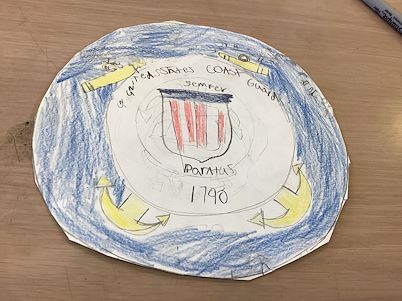 United States COAST Guard
semper
paratus
1790